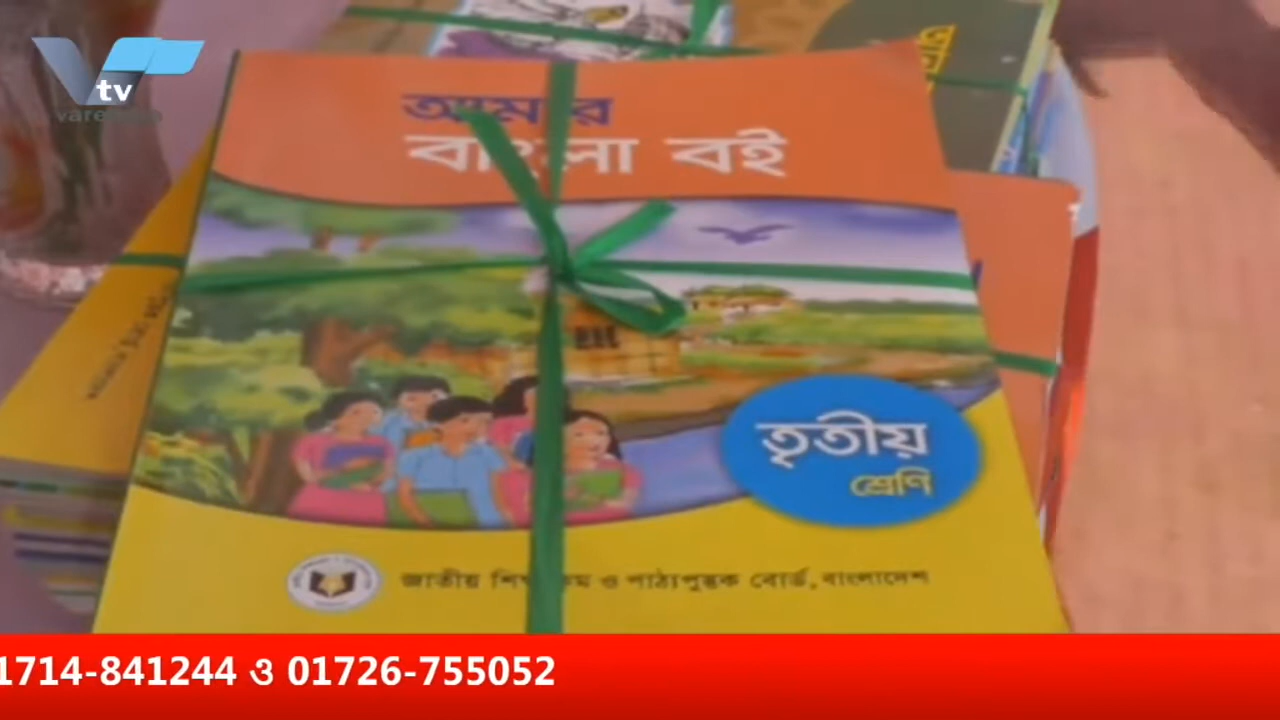 tv
আমার
বাংলা বই
তৃতীয়
শ্রেণি
জাতীয় শিক্ষাক্রম ও পাঠ্যপুস্তক বোর্ড, বাংলাদেশ
1714-841244 ও 01726-755052